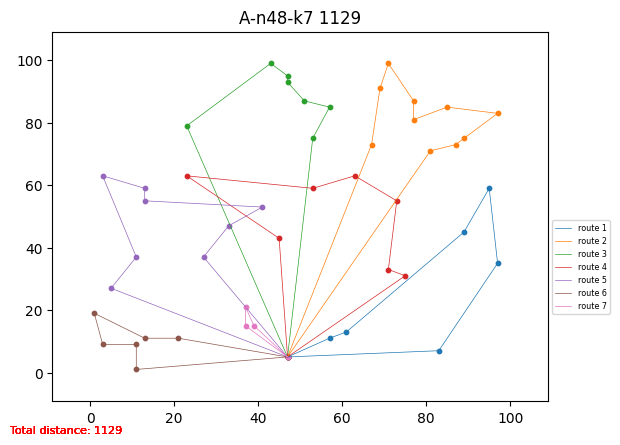 A-n48-k7 1129
100
80
60
40
20
0
0 20 40 60 80 100
route 1
route 2
route 3
route 4
route 5
route 6
route 7
Total distance: 1129